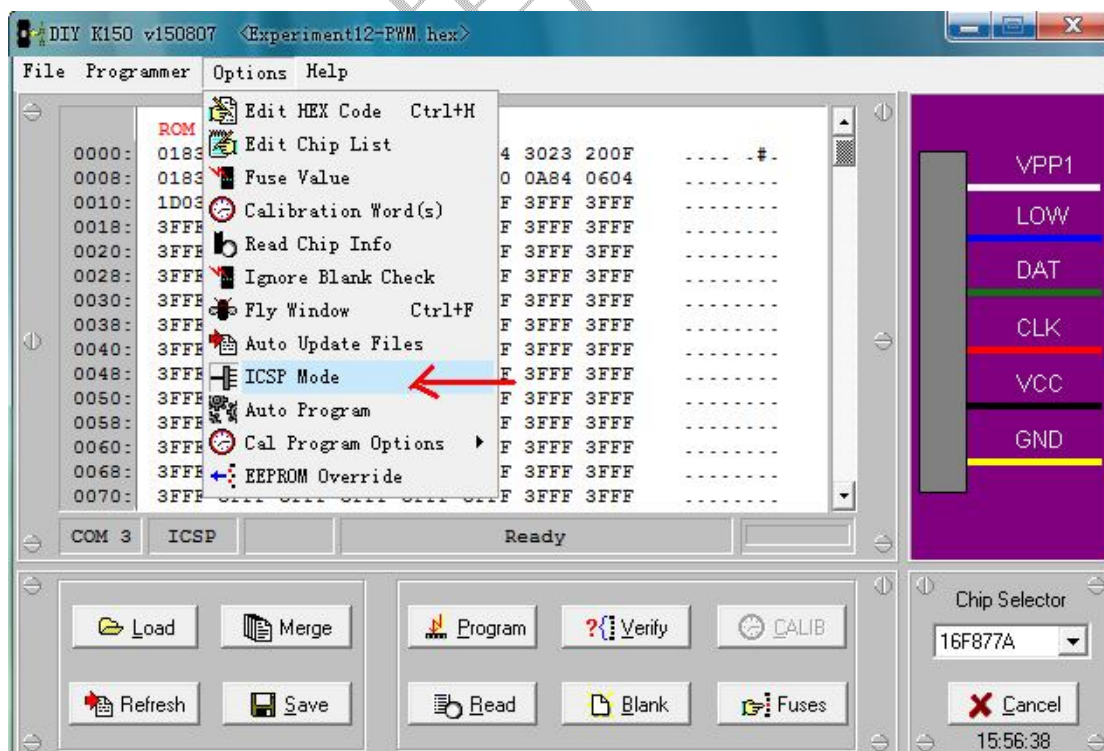 DIY K150 v150807 <Experiment12-PWM.hex>
File Programmer Options Help
Edit HEX Code Ctrl+H
Edit Chip List
Fuse Value
Calibration Word(s)
Read Chip Info
Ignore Blank Check
Fly Window Ctrl+F
Auto Update Files
ICSP Mode
Auto Program
Cal Program Options
EEPROM Override
ROM
0000: 0183 4 3023 200F ..... .#.
0008: 0183 0 0A84 0604 ........
0010: 1D03 F 3FFF 3FFF ........
0018: 3FFF F 3FFF 3FFF ........
0020: 3FFF F 3FFF 3FFF ........
0028: 3FFF F 3FFF 3FFF ........
0030: 3FFF F 3FFF 3FFF ........
0038: 3FFF F 3FFF 3FFF ........
0040: 3FFF F 3FFF 3FFF ........
0048: 3FFF F 3FFF 3FFF ........
0050: 3FFF F 3FFF 3FFF ........
0058: 3FFF F 3FFF 3FFF ........
0060: 3FFF F 3FFF 3FFF ........
0068: 3FFF F 3FFF 3FFF ........
0070: 3FFF 3FFF 3FFF 3FFF 3FFF 3FFF 3FFF ........
COM 3 ICSP Ready
VPP1
LOW
DAT
CLK
VCC
GND
Load Merge Program Verify CALIB
Refresh Save Read Blank Fuses
Chip Selector
16F877A
Cancel
15:56:38